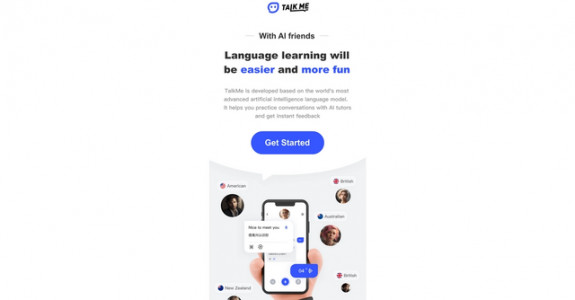 TALK ME
With AI friends
Language learning will
be easier and more fun
TalkMe is developed based on the world's most
advanced artificial intelligence language model.
It helps you practice conversations with AI tutors
and get instant feedback
Get Started
American
British
Australian
Nice to meet you
04"
British
New Zealand